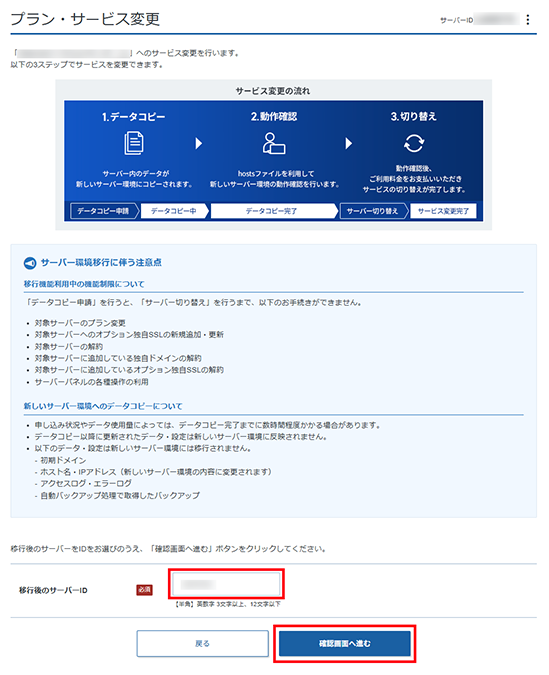 プラン・サービス変更
サーバーID
「 」へのサービス変更を行います。
以下の3ステップでサービスを変更できます。
サービス変更の流れ
1.データコピー
2.動作確認
3.切り替え
サーバー内のデータが
新しいサーバー環境にコピーされます。
hostsファイルを利用して
新しいサーバー環境の動作確認を行います。
動作確認後、
ご利用料金をお支払いいただき
サービスの切り替えが完了します。
データコピー申請
データコピー中
データコピー完了
サーバー切り替え
サービス変更完了
サーバー環境移行に伴う注意点
移行機能利用中の機能制限について
「データコピー申請」を行うと、「サーバー切り替え」を行うまで、以下のお手続きができません。
・対象サーバーのプラン変更
・対象サーバーへのオプション独自SSLの新規追加・更新
・対象サーバーの解約
・対象サーバーに追加している独自ドメインの解約
・対象サーバーに追加しているオプション独自SSLの解約
・サーバーパネルの各種操作の利用
新しいサーバー環境へのデータコピーについて
・申し込み状況やデータ使用量によっては、データコピー完了までに数時間程度かかる場合があります。
・データコピー以降に更新されたデータ・設定は新しいサーバー環境に反映されません。
・以下のデータ・設定は新しいサーバー環境には移行されません。
- 初期ドメイン
- ホスト名・IPアドレス（新しいサーバー環境の内容に変更されます）
- アクセスログ・エラーログ
- 自動バックアップ処理で取得したバックアップ
移行後のサーバーをIDをお選びのうえ、「確認画面へ進む」ボタンをクリックしてください。
移行後のサーバーID
必須
【半角】英数字 3文字以上、12文字以下
戻る
確認画面へ進む